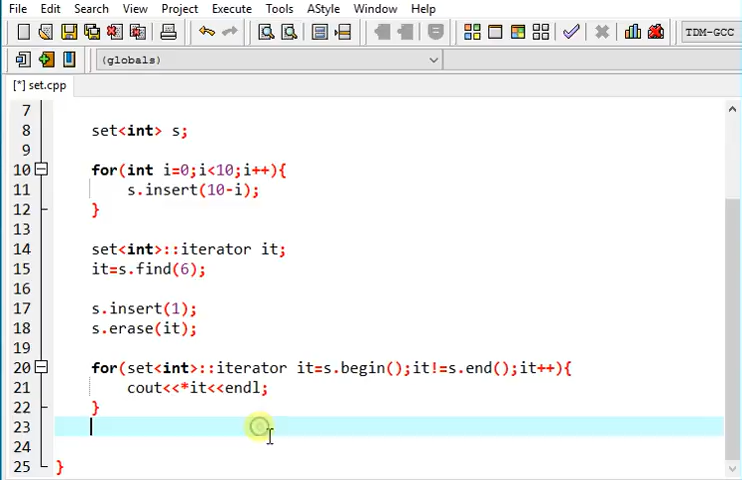 File Edit Search View Project Execute Tools AStyle Window Help
TDM-GCC
(globals)
[*] set.cpp
7
8 set<int> s;
9
10 for(int i=0;i<10;i++){
11 s.insert(10-i);
12 }
13
14 set<int>::iterator it;
15 it=s.find(6);
16
17 s.insert(1);
18 s.erase(it);
19
20 for(set<int>::iterator it=s.begin();it!=s.end();it++){
21 cout<<*it<<endl;
22 }
23
24
25 }